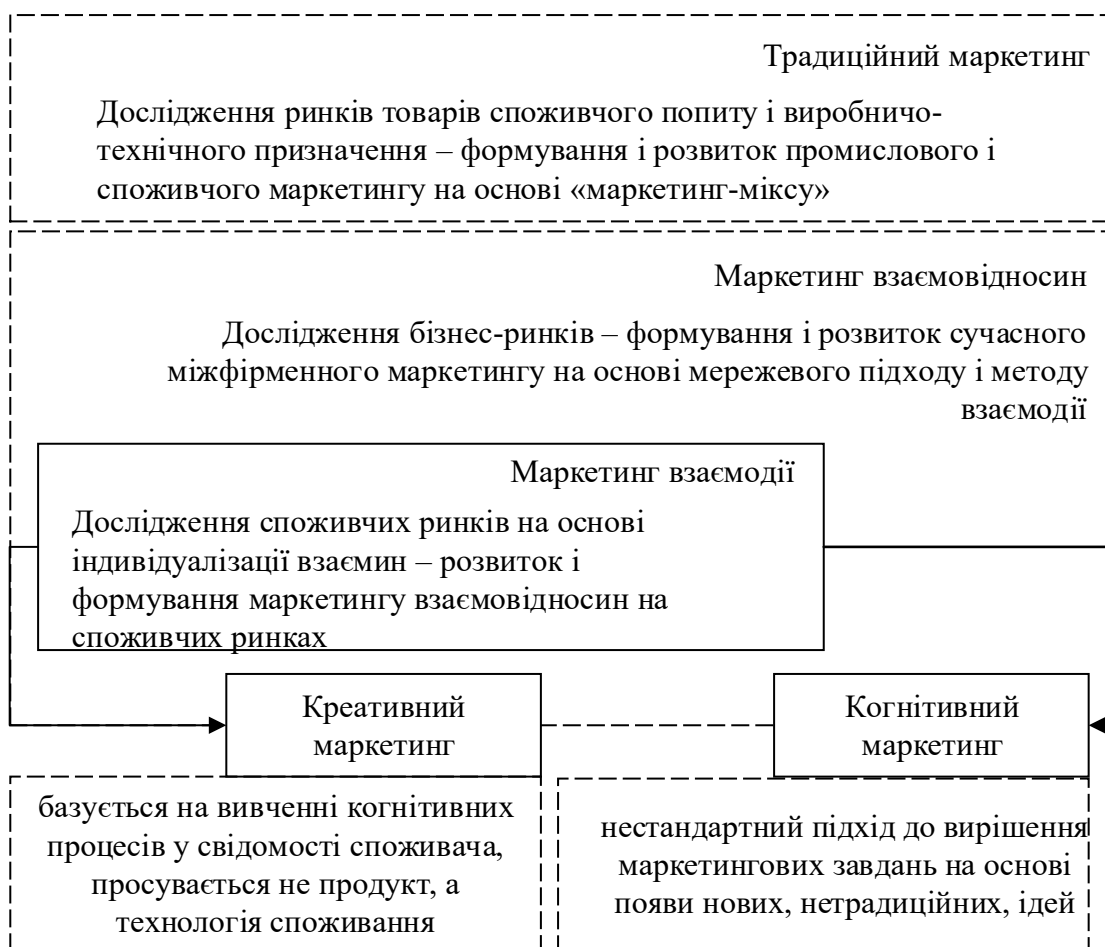 Традиційний маркетинг
Дослідження ринків товарів споживчого попиту і виробничо-
технічного призначення – формування і розвиток промислового і
споживчого маркетингу на основі «маркетинг-міксу»
Маркетинг взаємовідносин
Дослідження бізнес-ринків – формування і розвиток сучасного
міжфірменного маркетингу на основі мережевого підходу і методу
взаємодії
Маркетинг взаємодії
Дослідження споживчих ринків на основі
індивідуалізації взаємин – розвиток і
формування маркетингу взаємовідносин на
споживчих ринках
Креативний
маркетинг
Когнітивний
маркетинг
базується на вивченні когнітивних
процесів у свідомості споживача,
просувається не продукт, а
технологія споживання
нестандартний підхід до вирішення
маркетингових завдань на основі
появи нових, нетрадиційних, ідей